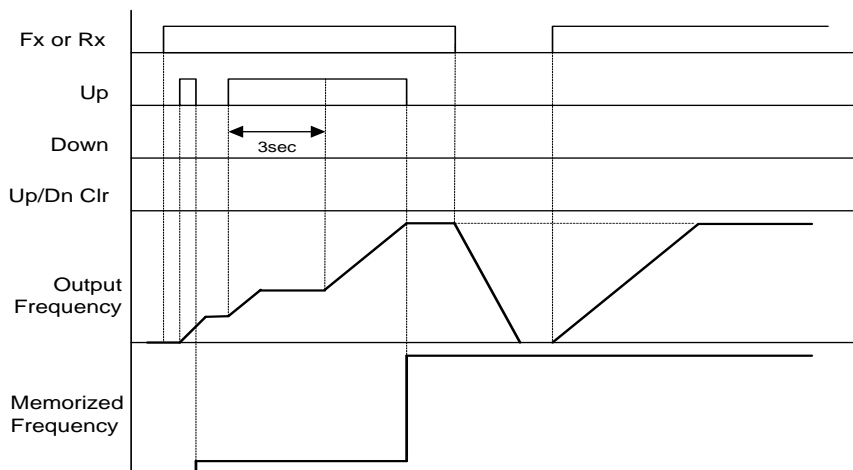 Fx or Rx
Up
3sec
Down
Up/Dn Clr
Output
Frequency
Memorized
Frequency